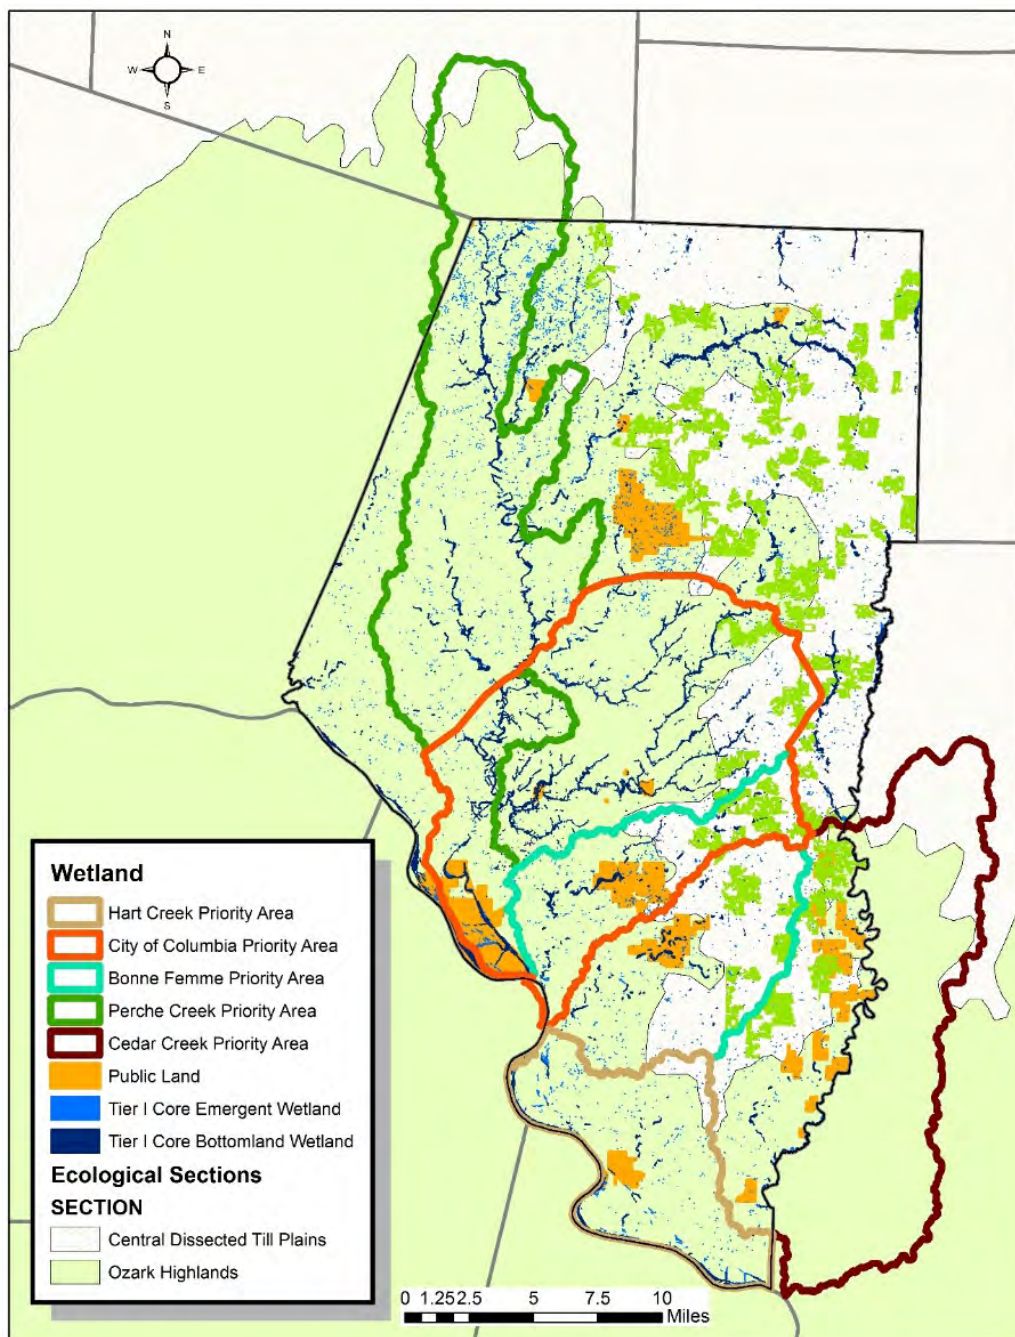 N
W E
S
Wetland
Hart Creek Priority Area
City of Columbia Priority Area
Bonne Femme Priority Area
Perche Creek Priority Area
Cedar Creek Priority Area
Public Land
Tier I Core Emergent Wetland
Tier I Core Bottomland Wetland
Ecological Sections
SECTION
Central Dissected Till Plains
Ozark Highlands
0 1.25 2.5 5 7.5 10
Miles